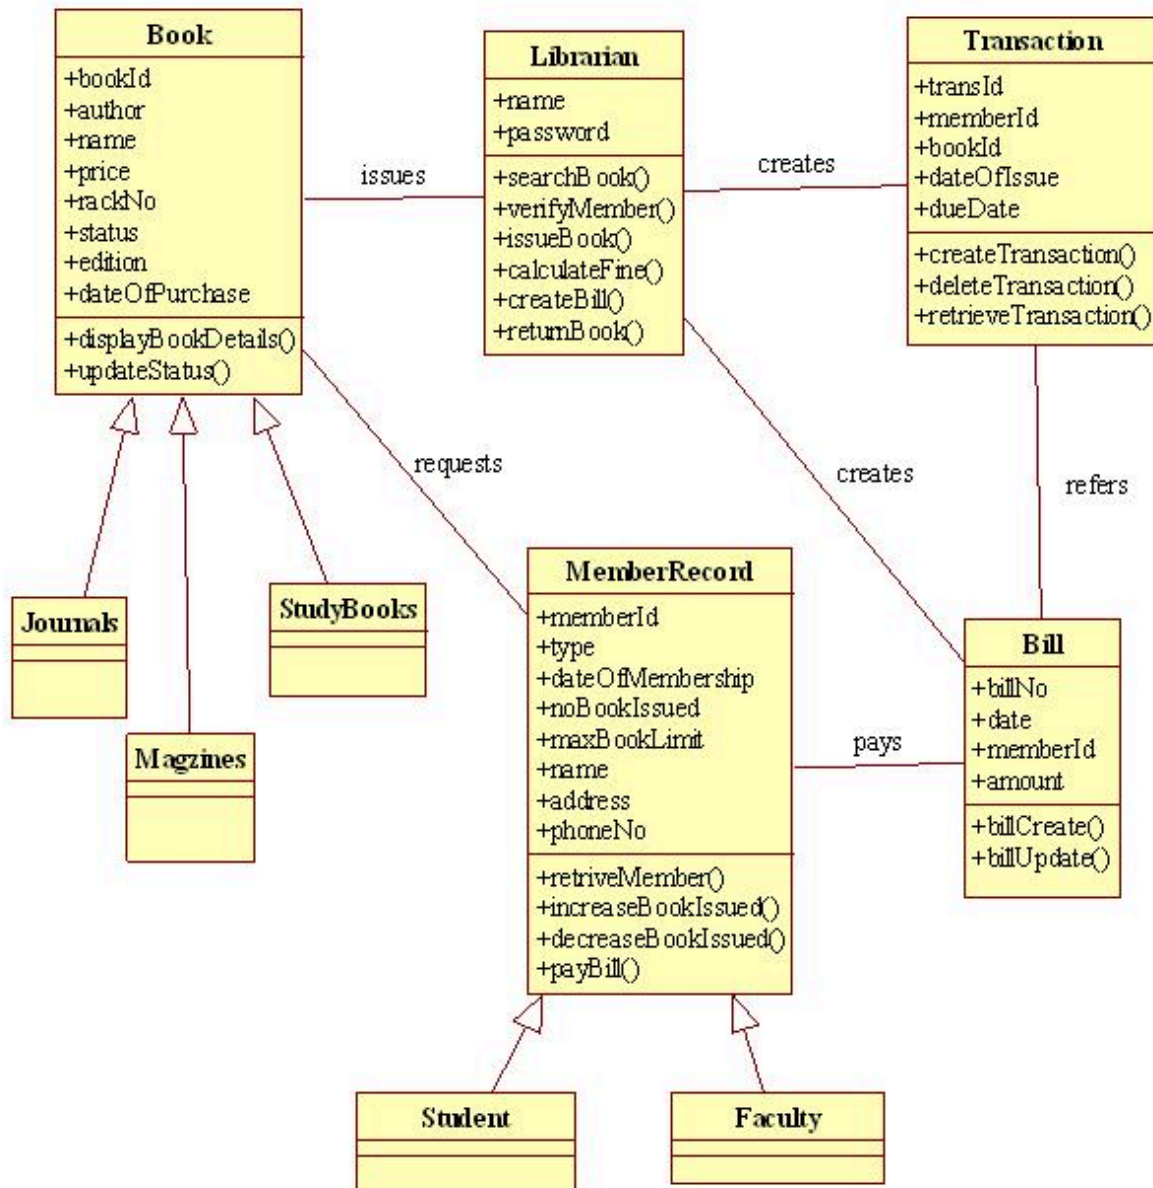 Book
+bookId
+author
+name
+price
+rackNo
+status
+edition
+dateOfPurchase
+displayBookDetails()
+updateStatus()
issues
Librarian
+name
+password
+searchBook()
+verifyMember()
+issueBook()
+calculateFine()
+createBill()
+returnBook()
creates
Transaction
+transId
+memberId
+bookId
+dateOfIssue
+dueDate
+createTransaction()
+deleteTransaction()
+retrieveTransaction()
requests
creates
refers
Journals
Magzines
StudyBooks
MemberRecord
+memberId
+type
+dateOfMembership
+noBookIssued
+maxBookLimit
+name
+address
+phoneNo
+retriveMember()
+increaseBookIssued()
+decreaseBookIssued()
+payBill()
pays
Bill
+billNo
+date
+memberId
+amount
+billCreate()
+billUpdate()
Student
Faculty